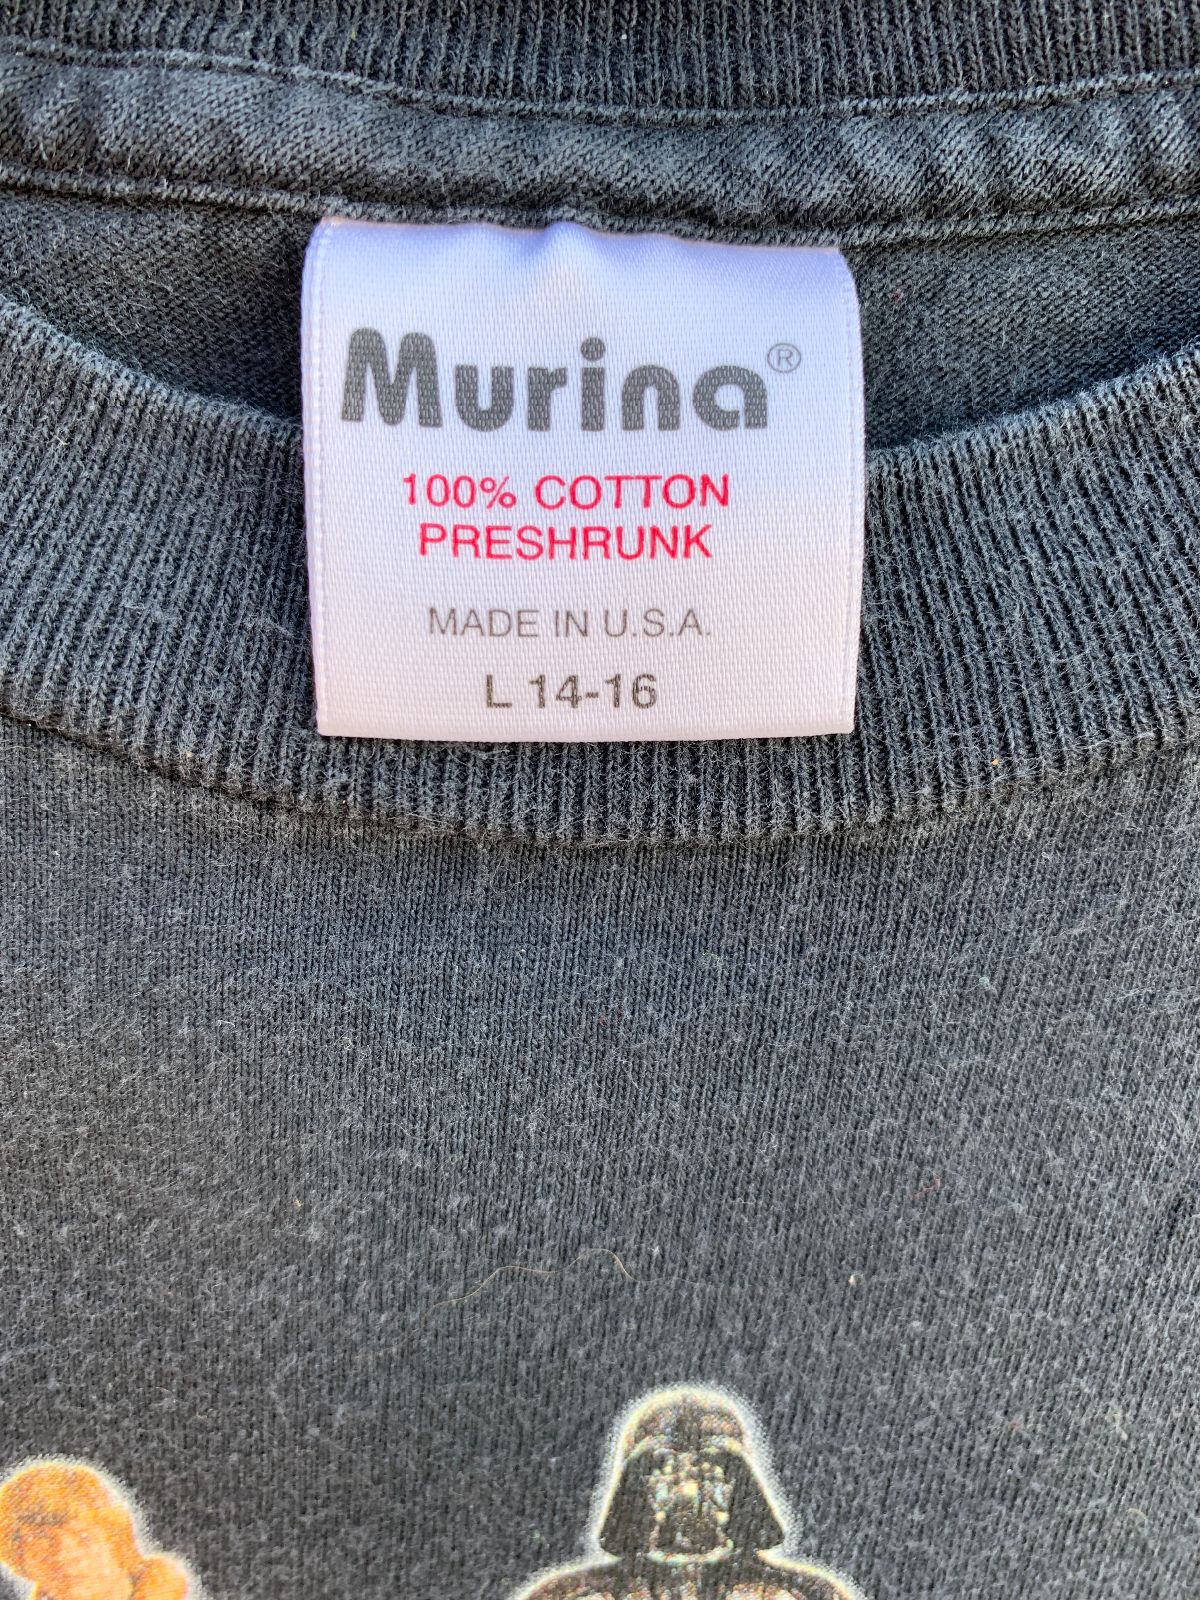 Murina®
100% COTTON
PRESHRUNK
MADE IN U.S.A.
L 14-16